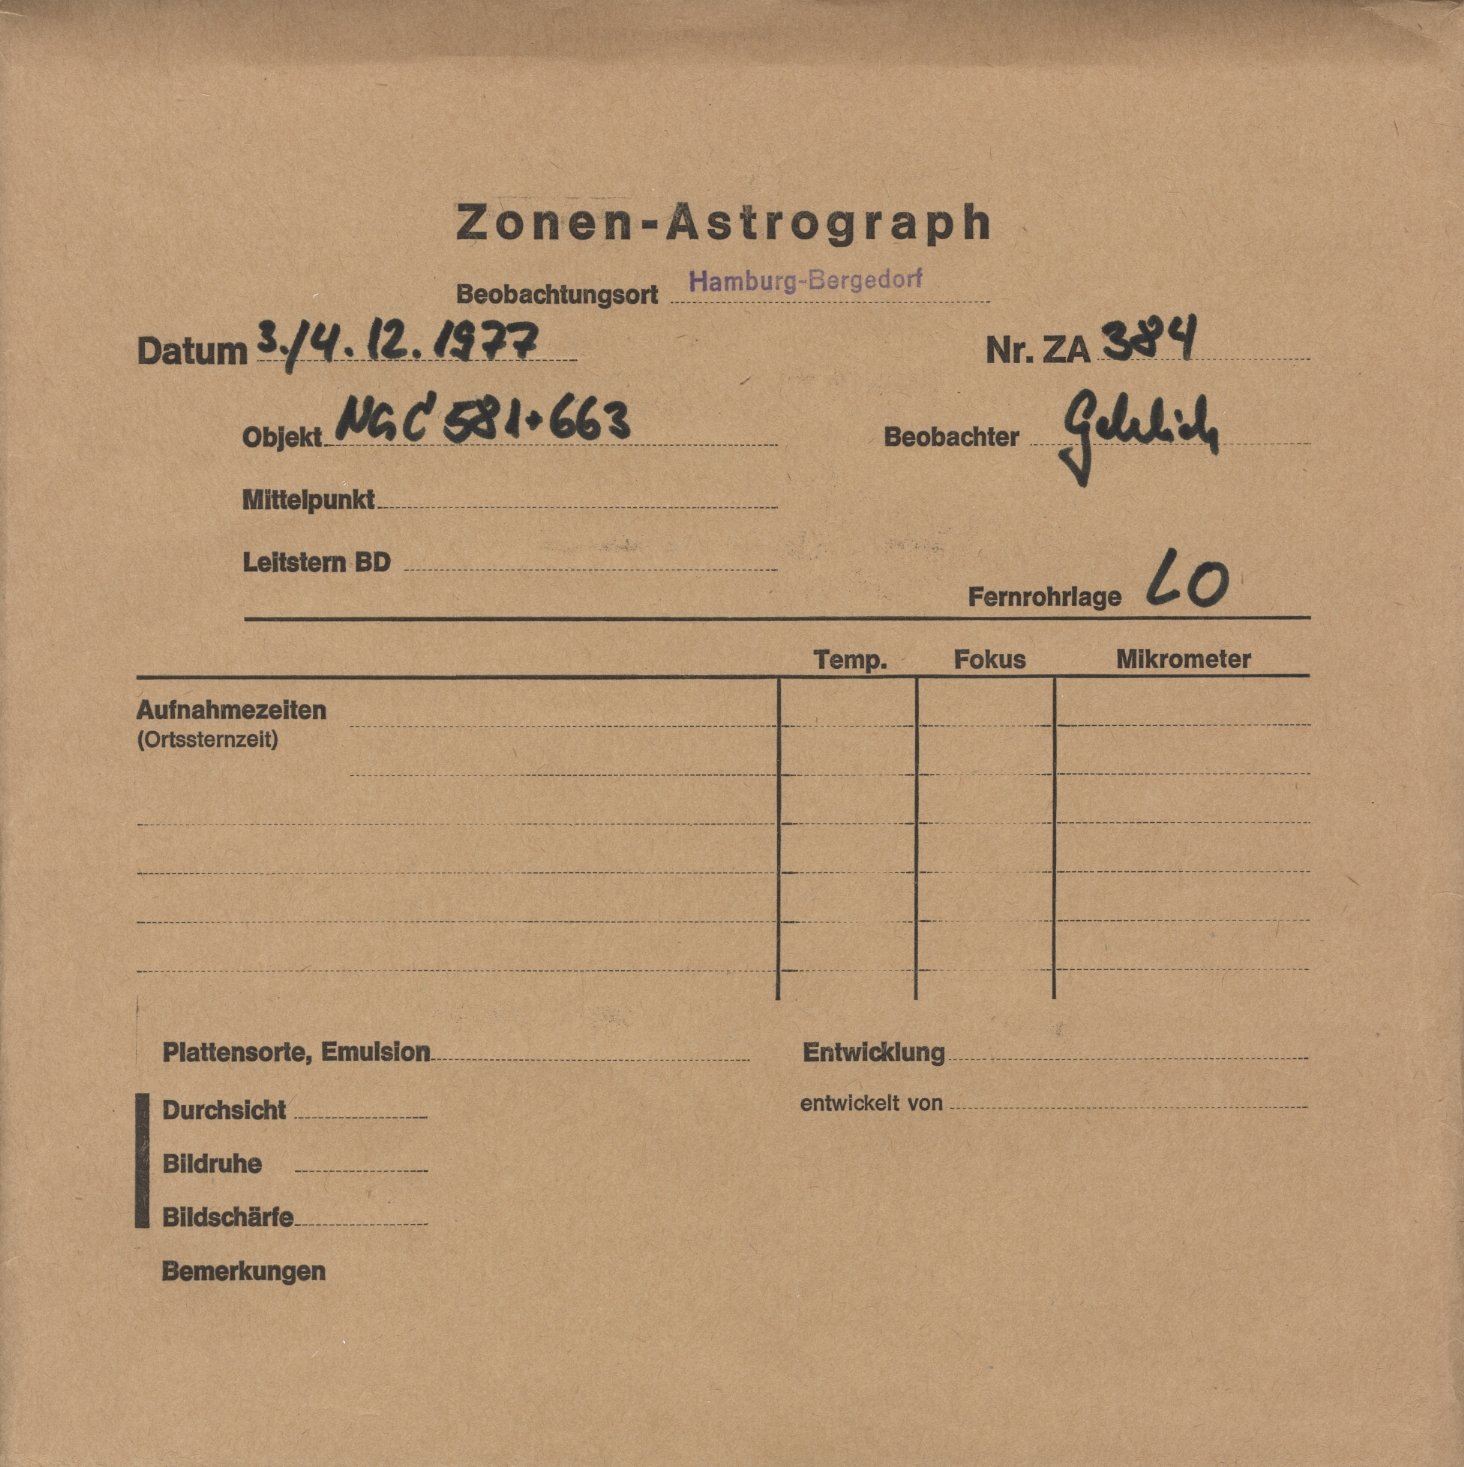 Zonen-Astrograph
Beobachtungsort Hamburg-Bergedorf
Datum 3./4.12.1977 Nr. ZA 384
Objekt NGC 581+663 Beobachter
Mittelpunkt
Leitstern BD
Fernrohrlage LO
Temp. Fokus Mikrometer
Aufnahmezeiten
(Ortssternzeit)
Plattensorte, Emulsion Entwicklung
Durchsicht entwickelt von
Bildruhe
Bildschärfe
Bemerkungen